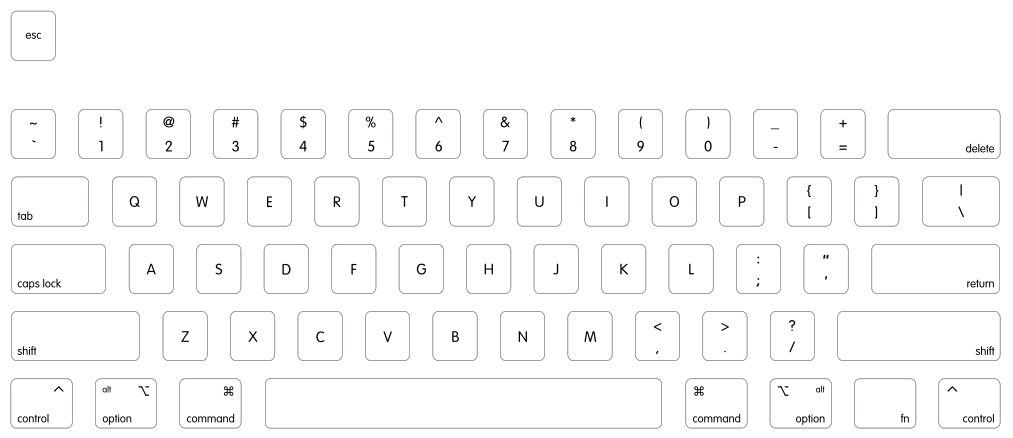 esc
~ ! @ # $ % ^ & * ( ) _ +
` 1 2 3 4 5 6 7 8 9 0 - = delete
{ } |
tab Q W E R T Y U I O P [ ] \
: "
caps lock A S D F G H J K L ; ' return
< > ?
shift Z X C V B N M , . / shift
^ alt ⌥ ⌘ ⌘ ⌥ alt ^
control option command command option fn control